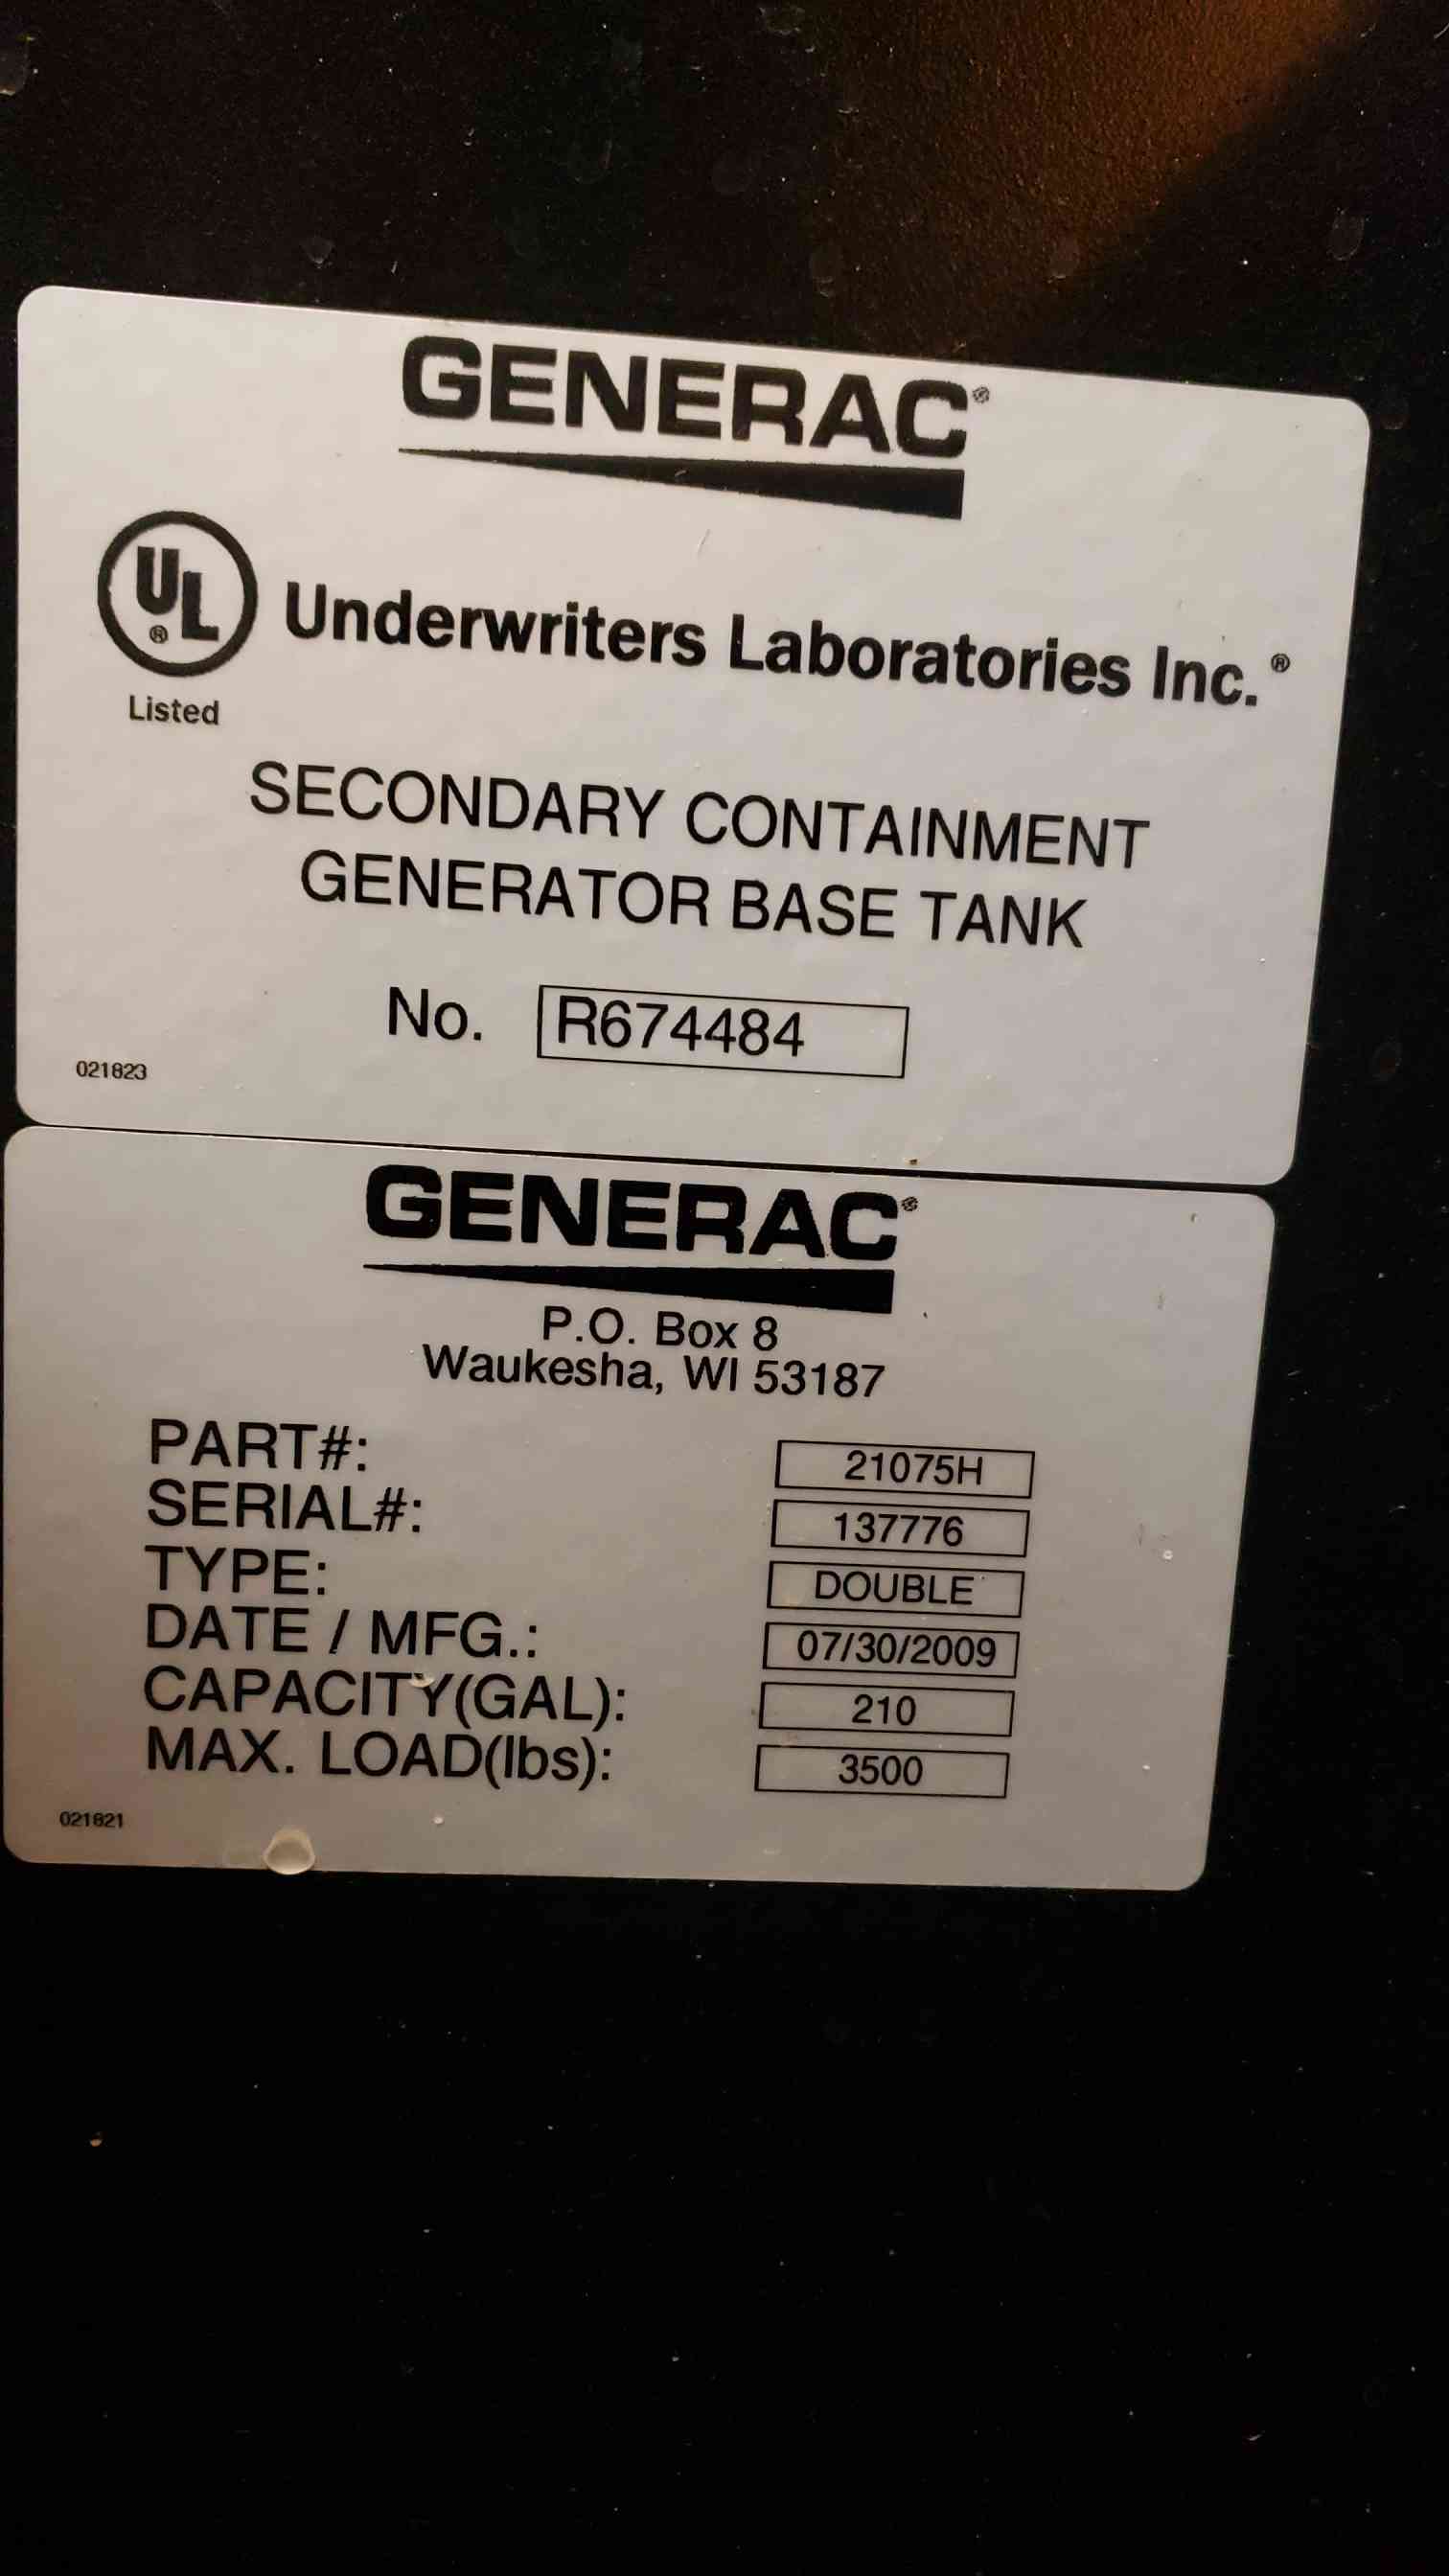 GENERAC®
UL® Underwriters Laboratories Inc.®
Listed
SECONDARY CONTAINMENT
GENERATOR BASE TANK
No. R674484
021823
GENERAC®
P.O. Box 8
Waukesha, WI 53187
PART#: 21075H
SERIAL#: 137776
TYPE: DOUBLE
DATE / MFG.: 07/30/2009
CAPACITY(GAL): 210
MAX. LOAD(lbs): 3500
021821